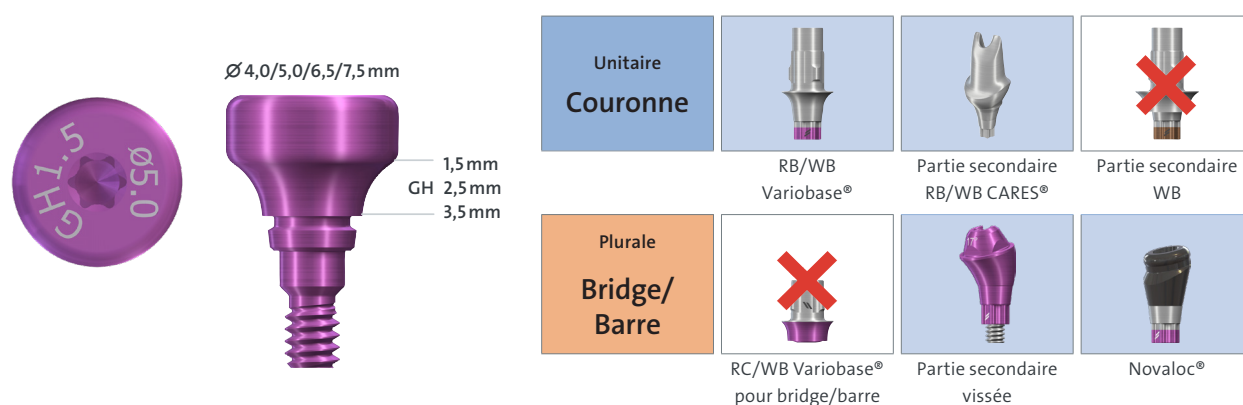 Ø 4,0/5,0/6,5/7,5 mm
GH1.5
ø5.0
1,5 mm
GH 2,5 mm
3,5 mm
Unitaire
Couronne
RB/WB
Variobase®
Partie secondaire
RB/WB CARES®
Partie secondaire
WB
Plurale
Bridge/
Barre
RC/WB Variobase®
pour bridge/barre
Partie secondaire
vissée
Novaloc®